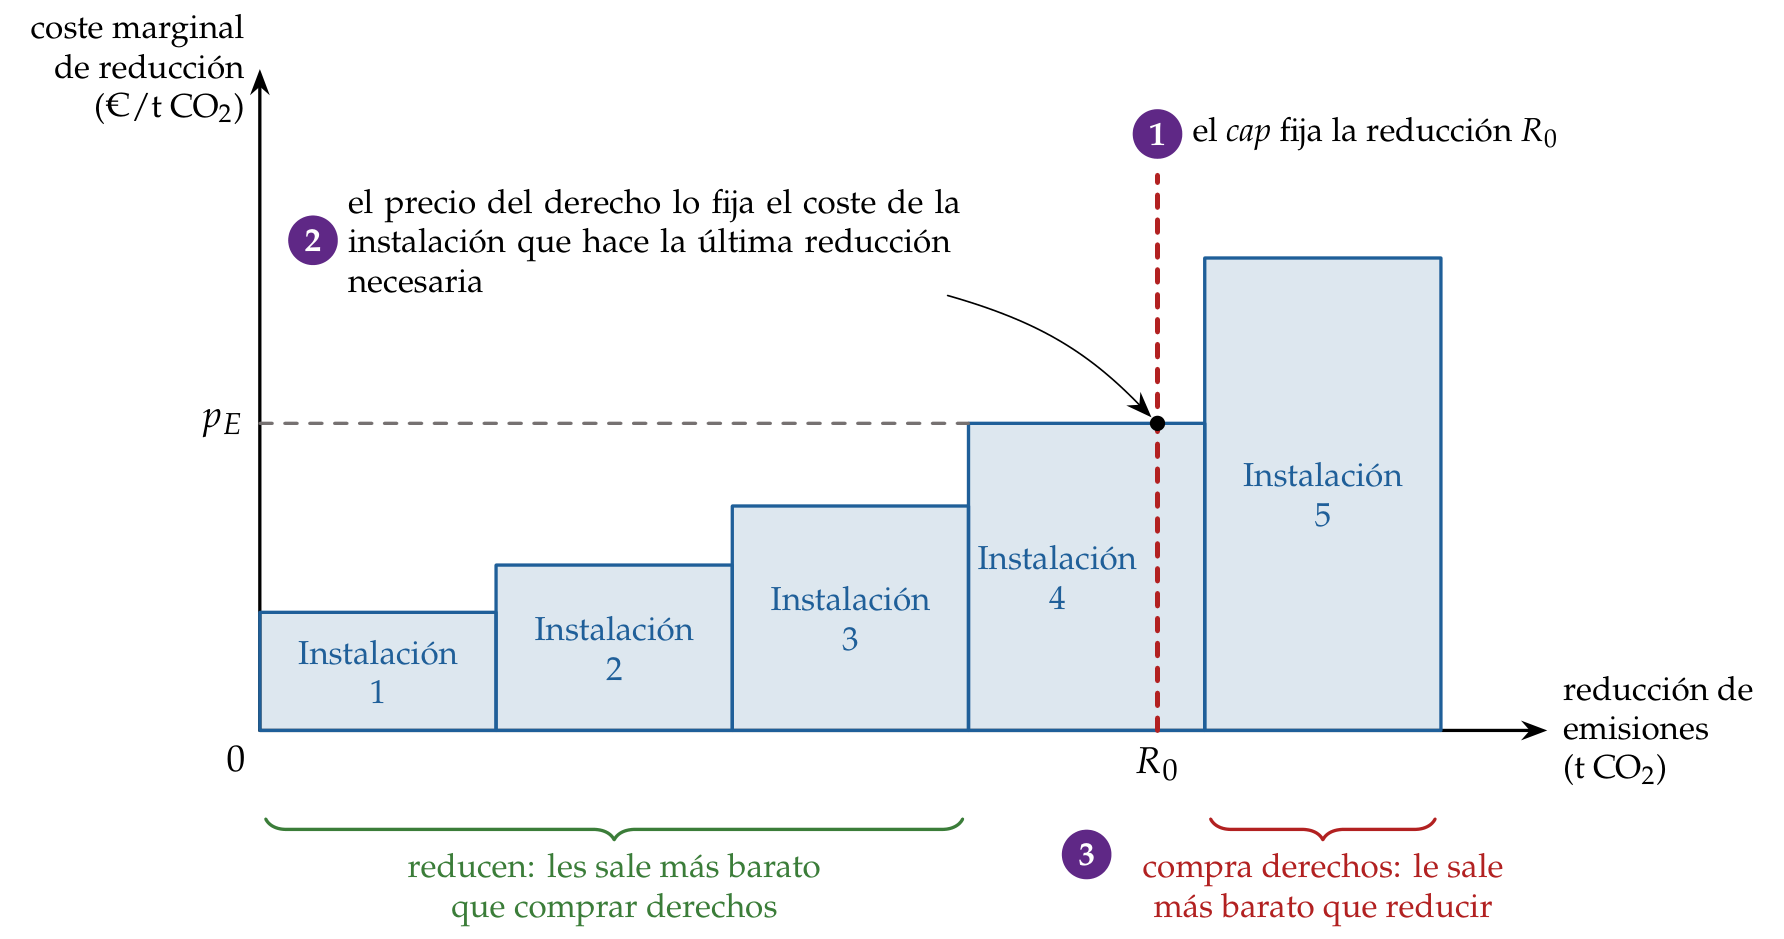 coste marginal
de reducción
(€/t CO₂)
1 el cap fija la reducción R₀
el precio del derecho lo fija el coste de la
2 instalación que hace la última reducción
necesaria
p_E
Instalación
1
Instalación
2
Instalación
3
Instalación
4
Instalación
5
reducción de
emisiones
(t CO₂)
0
R₀
reducen: les sale más barato
que comprar derechos
3
compra derechos: le sale
más barato que reducir